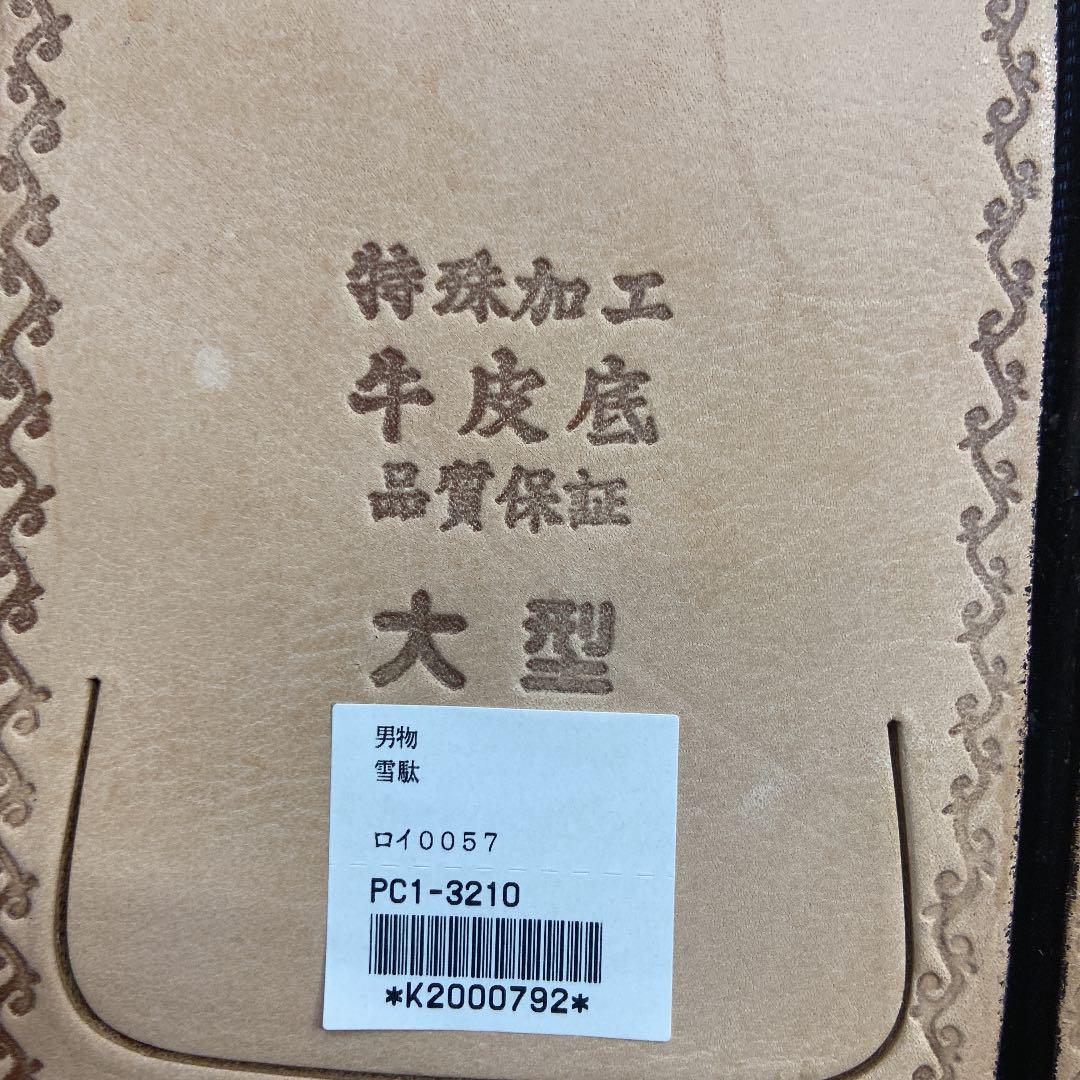 特殊加工
牛皮底
品質保証
大型
男物
雪駄
ロイ0057
PC1-3210
*K2000792*